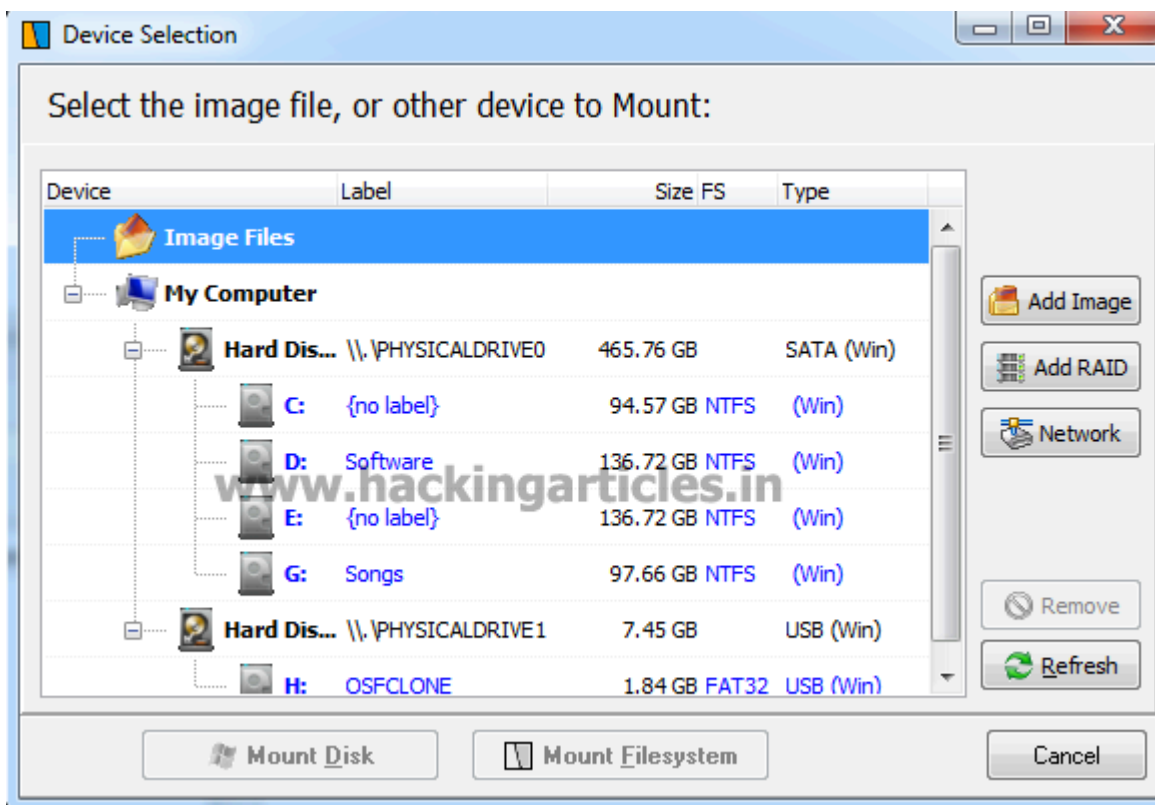 Device Selection
Select the image file, or other device to Mount:
Device Label Size FS Type
Image Files
My Computer
Hard Dis... \\.\PHYSICALDRIVE0 465.76 GB SATA (Win)
C: {no label} 94.57 GB NTFS (Win)
D: Software 136.72 GB NTFS (Win)
www.hackingarticles.in
E: {no label} 136.72 GB NTFS (Win)
G: Songs 97.66 GB NTFS (Win)
Hard Dis... \\.\PHYSICALDRIVE1 7.45 GB USB (Win)
H: OSFCLONE 1.84 GB FAT32 USB (Win)
Add Image
Add RAID
Network
Remove
Refresh
Mount Disk
Mount Filesystem
Cancel